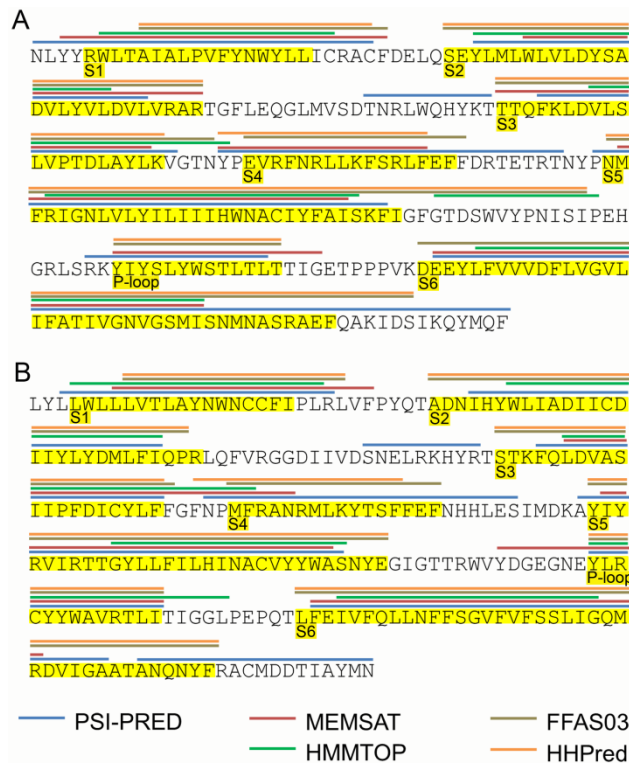 A
NLYYRWLTAIALPVFYNWYLLICRACFDELQSEYLMLWLVLDYSA
S1 S2
DVLYVLDVLVRARTGFLEQGLMVSDTNRLWQHYKTTTQFKLDVLS
S3
LVPTDLAYLKVGTNYPEVRFNRLLKFSRLFEFFDRTETRTNYPNM
S4 S5
FRIGNLVLYILIIIHWNACIYFAISKFIGFGTDSWVYPNISIPEH
GRLSRKYIYSLYWSTLTLTTIGETPPPVKDEEYLFVVVDFLVGVL
P-loop S6
IFATIVGNVGSMISNMNASRAEFQAKIDSIKQYMQF
B
LYLLWLLLVTLAYNWNCCFIPLRLVFPYQTADNIHYWLIADIICD
S1 S2
IIYLYDMLFIQPRLQFVRGGDIIVDSNELRKHYRTSTKFQLDVAS
S3
IIPFDICYLFFGFNPMFRANRMLKYTSFFEFNHHLESIMDKAYIY
S4 S5
RVIRTTGYLLFILHINACVYYWASNYEGIGTTRWVYDGEGNEYLR
P-loop
CYYWAVRTLITIGGLPEPQTLFEIVFQLLNFFSGVFVFSSLIGQM
S6
RDVIGAATANQNYFRACMDDTIAYMN
PSI-PRED MEMSAT FFAS03
HMMTOP HHPred